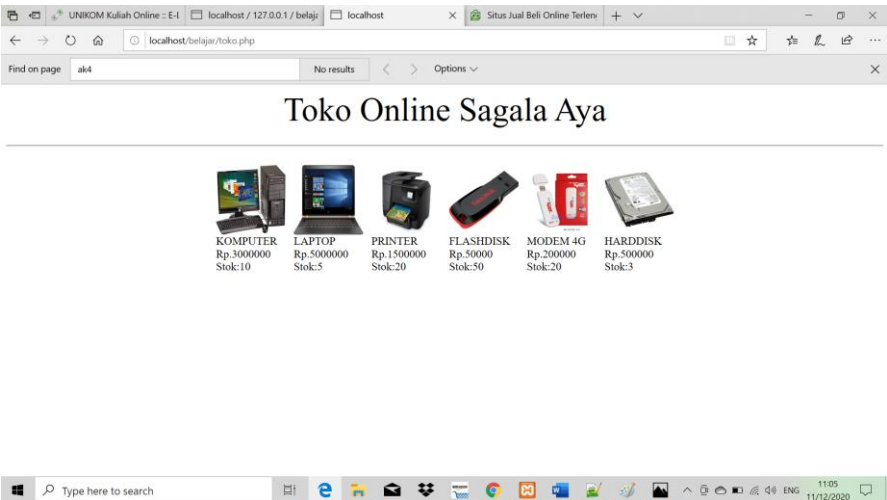 UNIKOM Kuliah Online :: E-l
localhost / 127.0.0.1 / belaja
localhost
Situs Jual Beli Online Terleng
localhost/belajar/toko.php
Find on page
ak4
No results
Options
Toko Online Sagala Aya
KOMPUTER
Rp.3000000
Stok:10
LAPTOP
Rp.5000000
Stok:5
PRINTER
Rp.1500000
Stok:20
FLASHDISK
Rp.50000
Stok:50
MODEM 4G
Rp.200000
Stok:20
HARDDISK
Rp.500000
Stok:3
Type here to search
ENG
11:05
11/12/2020